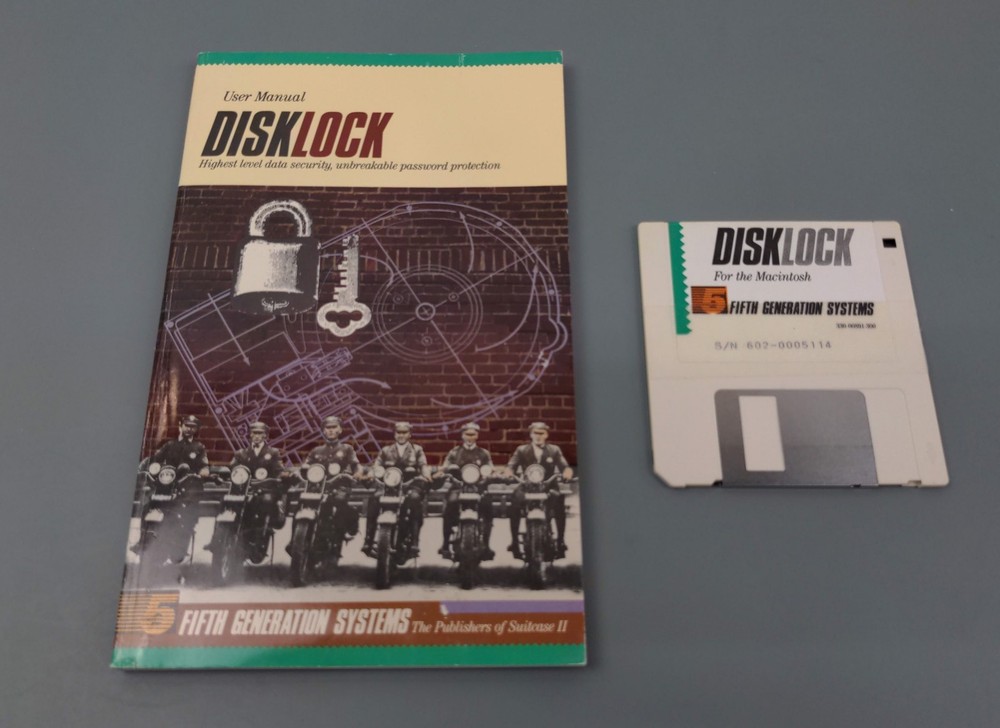 User Manual
DISKLOCK
Highest level data security, unbreakable password protection
5 FIFTH GENERATION SYSTEMS The Publishers of Suitcase II
DISKLOCK
For the Macintosh
5 FIFTH GENERATION SYSTEMS
S/N 602-0005114